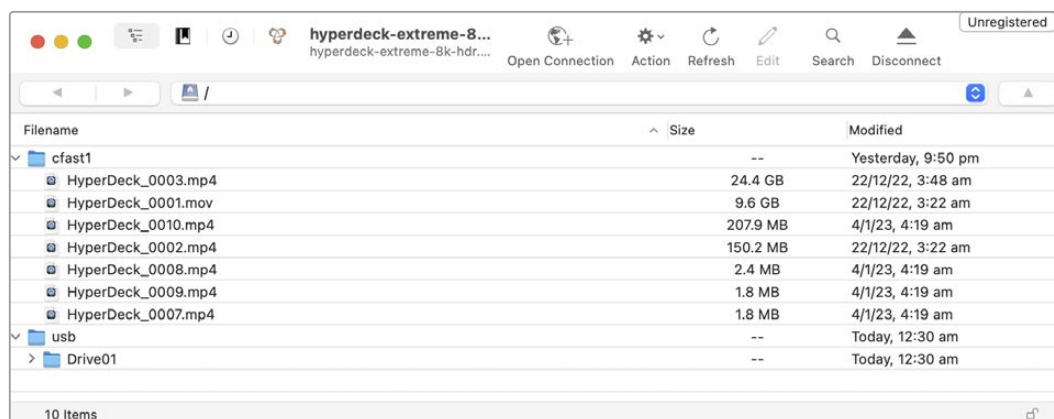 Unregistered
hyperdeck-extreme-8...
hyperdeck-extreme-8k-hdr....
Open Connection Action Refresh Edit Search Disconnect
/
Filename Size Modified
cfast1 -- Yesterday, 9:50 pm
HyperDeck_0003.mp4 24.4 GB 22/12/22, 3:48 am
HyperDeck_0001.mov 9.6 GB 22/12/22, 3:22 am
HyperDeck_0010.mp4 207.9 MB 4/1/23, 4:19 am
HyperDeck_0002.mp4 150.2 MB 22/12/22, 3:22 am
HyperDeck_0008.mp4 2.4 MB 4/1/23, 4:19 am
HyperDeck_0009.mp4 1.8 MB 4/1/23, 4:19 am
HyperDeck_0007.mp4 1.8 MB 4/1/23, 4:19 am
usb -- Today, 12:30 am
Drive01 -- Today, 12:30 am
10 Items